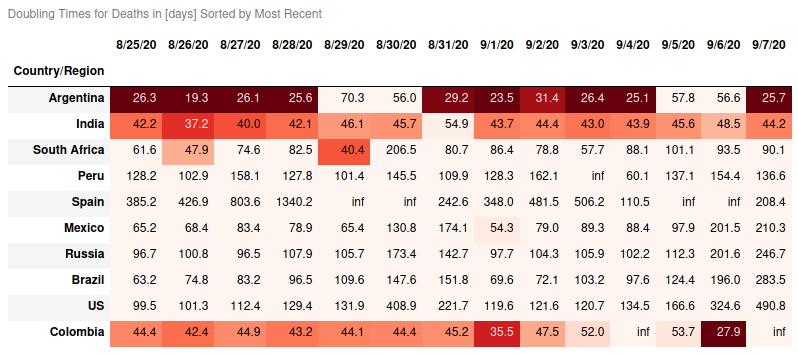 Doubling Times for Deaths in [days] Sorted by Most Recent
8/25/20 8/26/20 8/27/20 8/28/20 8/29/20 8/30/20 8/31/20 9/1/20 9/2/20 9/3/20 9/4/20 9/5/20 9/6/20 9/7/20
Country/Region
Argentina 26.3 19.3 26.1 25.6 70.3 56.0 29.2 23.5 31.4 26.4 25.1 57.8 56.6 25.7
India 42.2 37.2 40.0 42.1 46.1 45.7 54.9 43.7 44.4 43.0 43.9 45.6 48.5 44.2
South Africa 61.6 47.9 74.6 82.5 40.4 206.5 80.7 86.4 78.8 57.7 88.1 101.1 93.5 90.1
Peru 128.2 102.9 158.1 127.8 101.4 145.5 109.9 128.3 162.1 inf 60.1 137.1 154.4 136.6
Spain 385.2 426.9 803.6 1340.2 inf inf 242.6 348.0 481.5 506.2 110.5 inf inf 208.4
Mexico 65.2 68.4 83.4 78.9 65.4 130.8 174.1 54.3 79.0 89.3 88.4 97.9 201.5 210.3
Russia 96.7 100.8 96.5 107.9 105.6 173.4 142.7 97.7 104.3 105.9 102.2 112.3 201.6 246.7
Brazil 63.2 74.8 83.2 96.5 109.6 147.6 151.8 69.6 72.1 103.2 97.6 124.4 196.0 283.5
US 99.5 101.3 112.4 129.4 131.9 408.9 221.7 119.6 121.6 120.7 134.5 166.6 324.6 490.8
Colombia 44.4 42.4 44.9 43.2 44.1 44.4 45.2 35.5 47.5 52.0 inf 53.7 27.9 inf